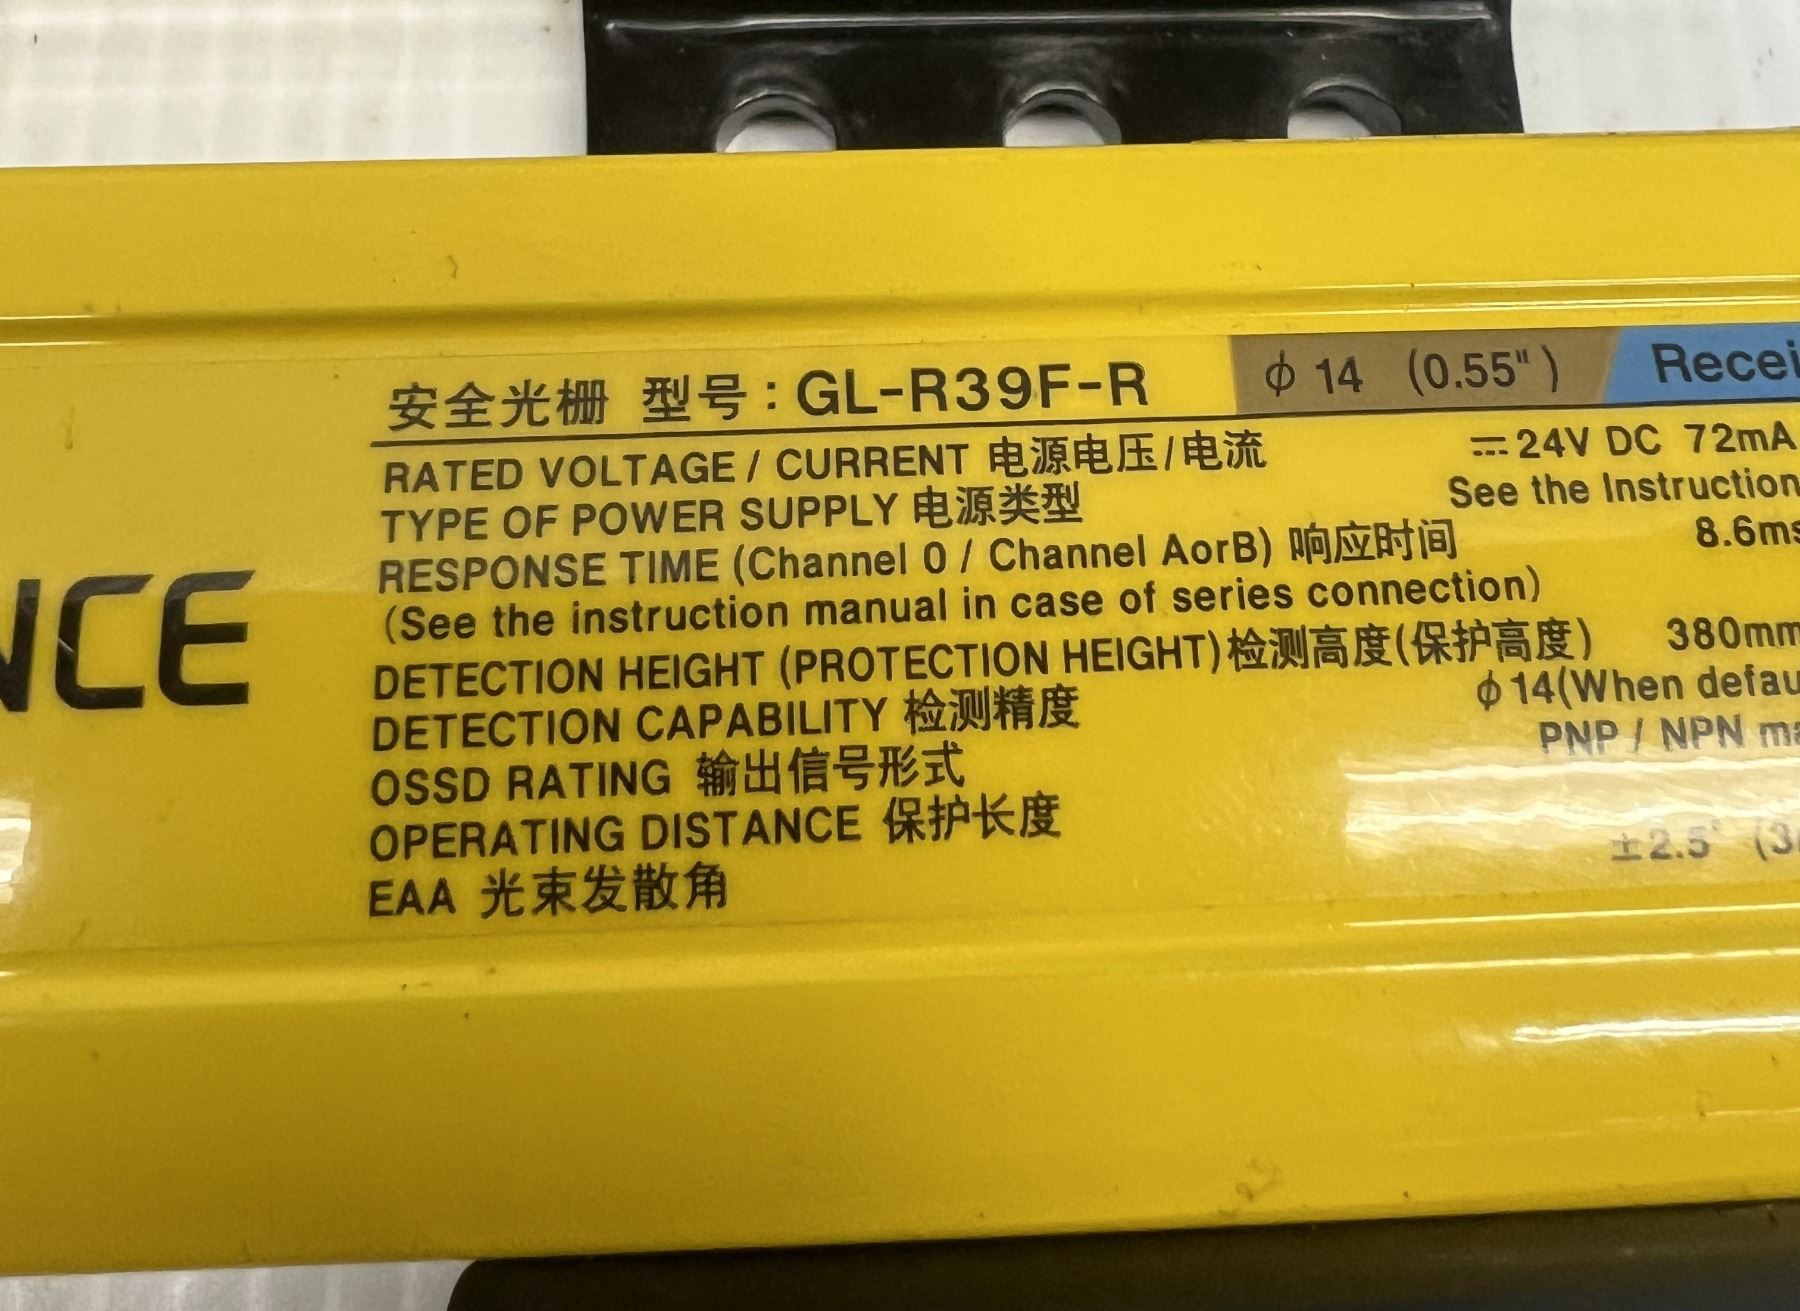 安全光栅 型号：GL-R39F-R ϕ 14 (0.55") Recei
RATED VOLTAGE / CURRENT 电源电压/电流 ⎓24V DC 72mA
TYPE OF POWER SUPPLY 电源类型 See the Instruction
RESPONSE TIME (Channel 0 / Channel AorB) 响应时间 8.6ms
(See the instruction manual in case of series connection)
DETECTION HEIGHT (PROTECTION HEIGHT)检测高度(保护高度) 380mm
DETECTION CAPABILITY 检测精度 ϕ14(When defau
OSSD RATING 输出信号形式 PNP / NPN ma
OPERATING DISTANCE 保护长度
EAA 光束发散角 ±2.5° (3
NCE